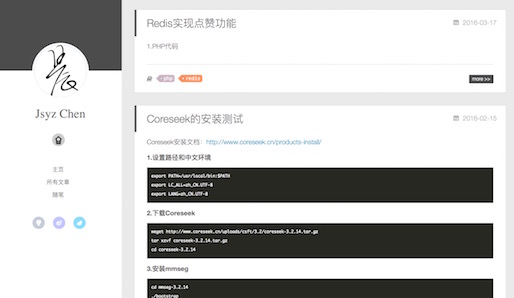 Jsyz Chen
主页
所有文章
随笔
Redis实现点赞功能
2016-03-17
1.PHP代码
php
redis
more >>
Coreseek的安装测试
2016-02-15
Coreseek安装文档：http://www.coreseek.cn/products-install/
1.设置路径和中文环境
export PATH=/usr/local/bin:$PATH
export LC_ALL=zh_CN.UTF-8
export LANG=zh_CN.UTF-8
2.下载Coreseek
wget http://www.coreseek.cn/uploads/csft/3.2/coreseek-3.2.14.tar.gz
tar xzvf coreseek-3.2.14.tar.gz
cd coreseek-3.2.14
3.安装mmseg
cd mmseg-3.2.14
./bootstrap